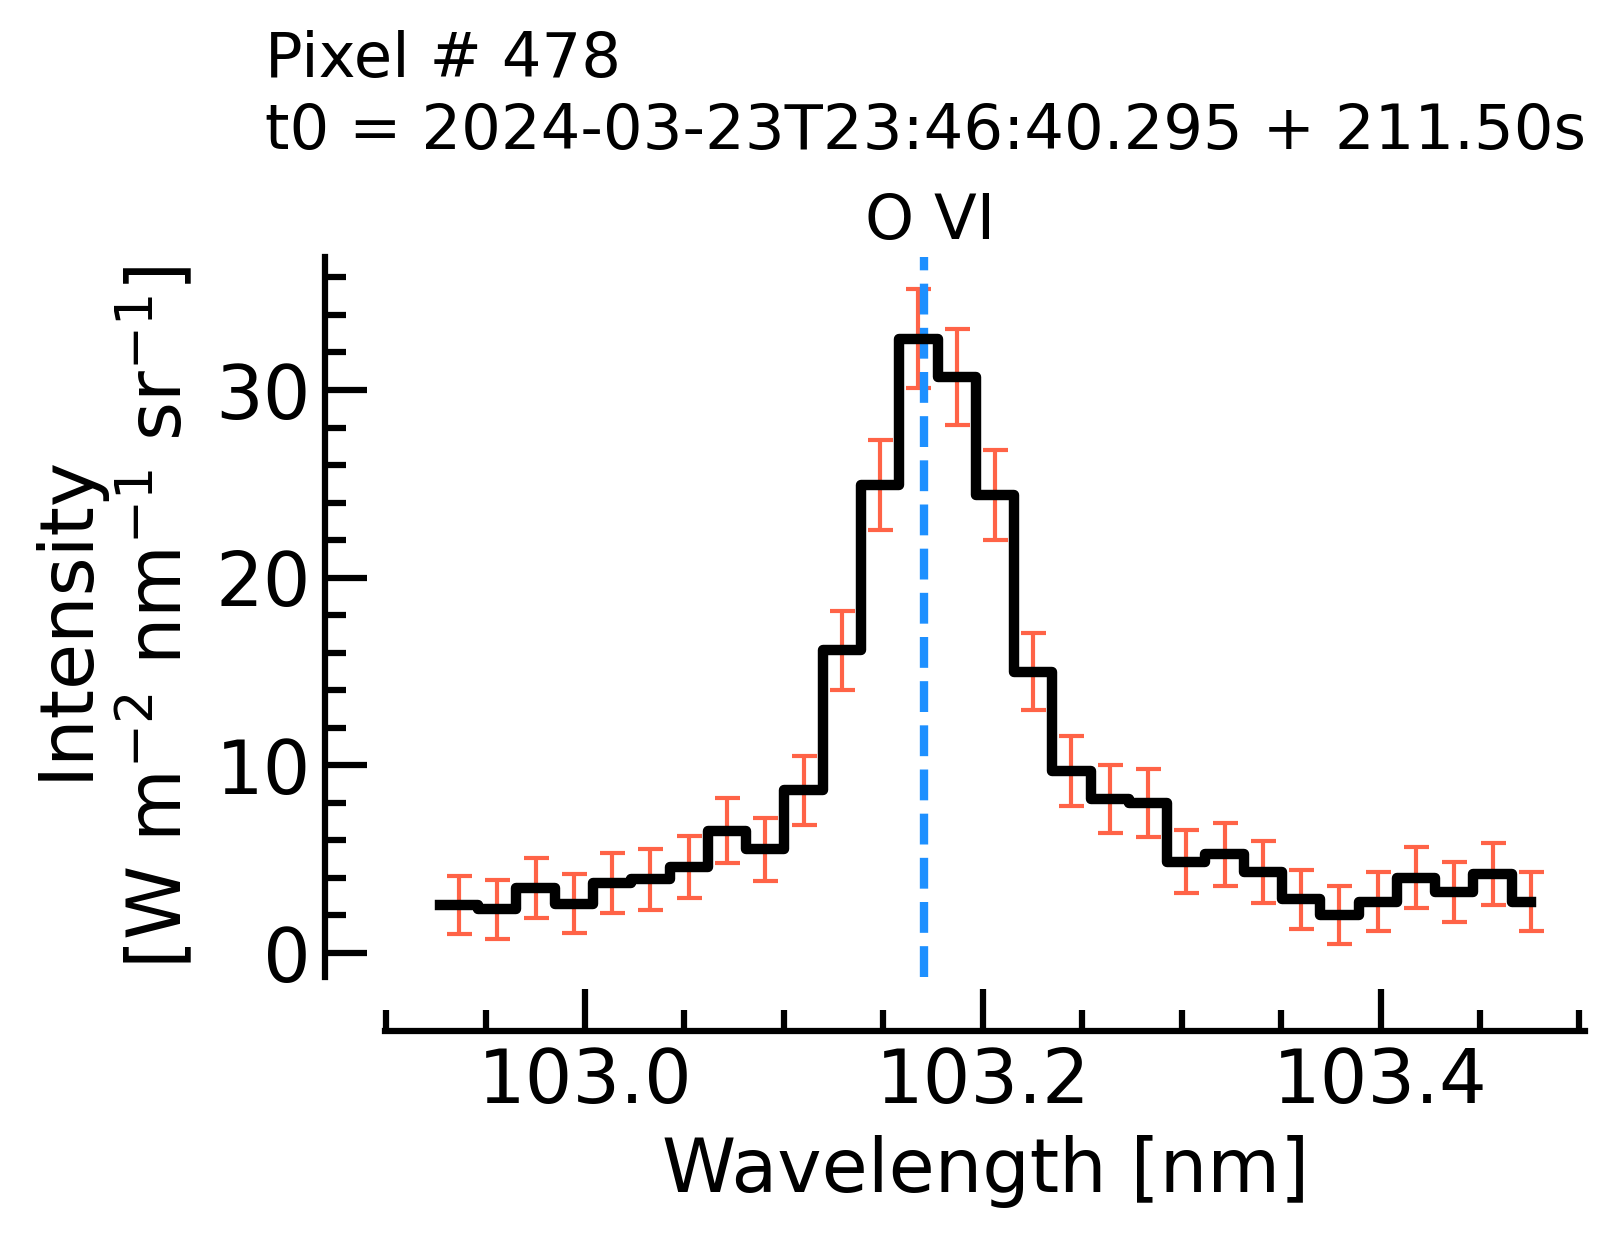 Pixel # 478
t0 = 2024-03-23T23:46:40.295 + 211.50s
O VI
Intensity
[W m⁻² nm⁻¹ sr⁻¹]
30
20
10
0
103.0 103.2 103.4
Wavelength [nm]